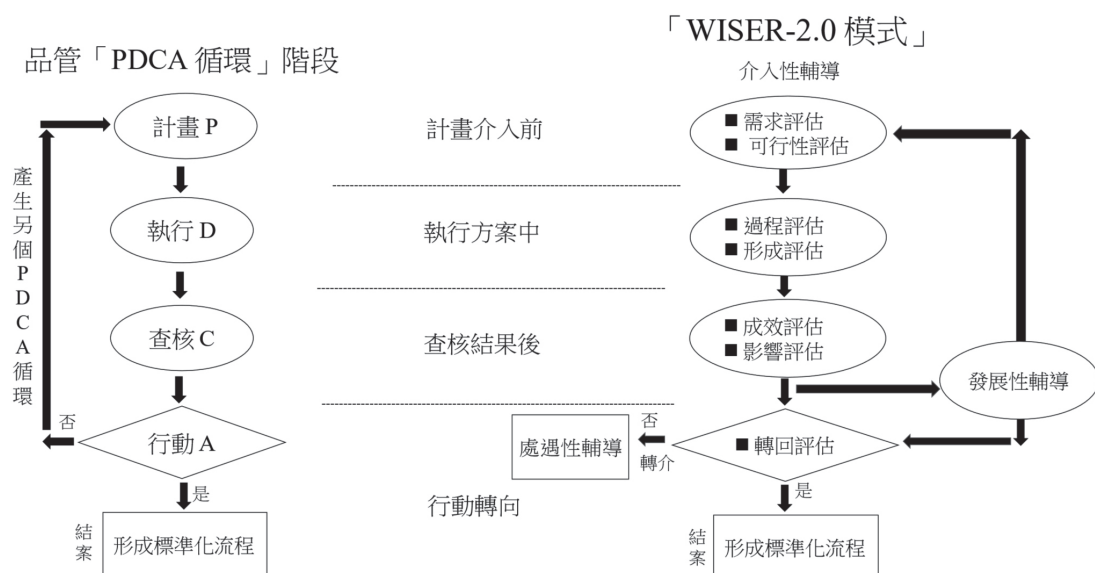 「WISER-2.0 模式」
品管「PDCA 循環」階段
介入性輔導
計畫 P
計畫介入前
■ 需求評估
■ 可行性評估
產生另個PDCA循環
執行 D
執行方案中
■ 過程評估
■ 形成評估
查核 C
查核結果後
■ 成效評估
■ 影響評估
發展性輔導
否
行動 A
處遇性輔導
否
轉介
■ 轉回評估
是
行動轉向
是
結案
形成標準化流程
結案
形成標準化流程